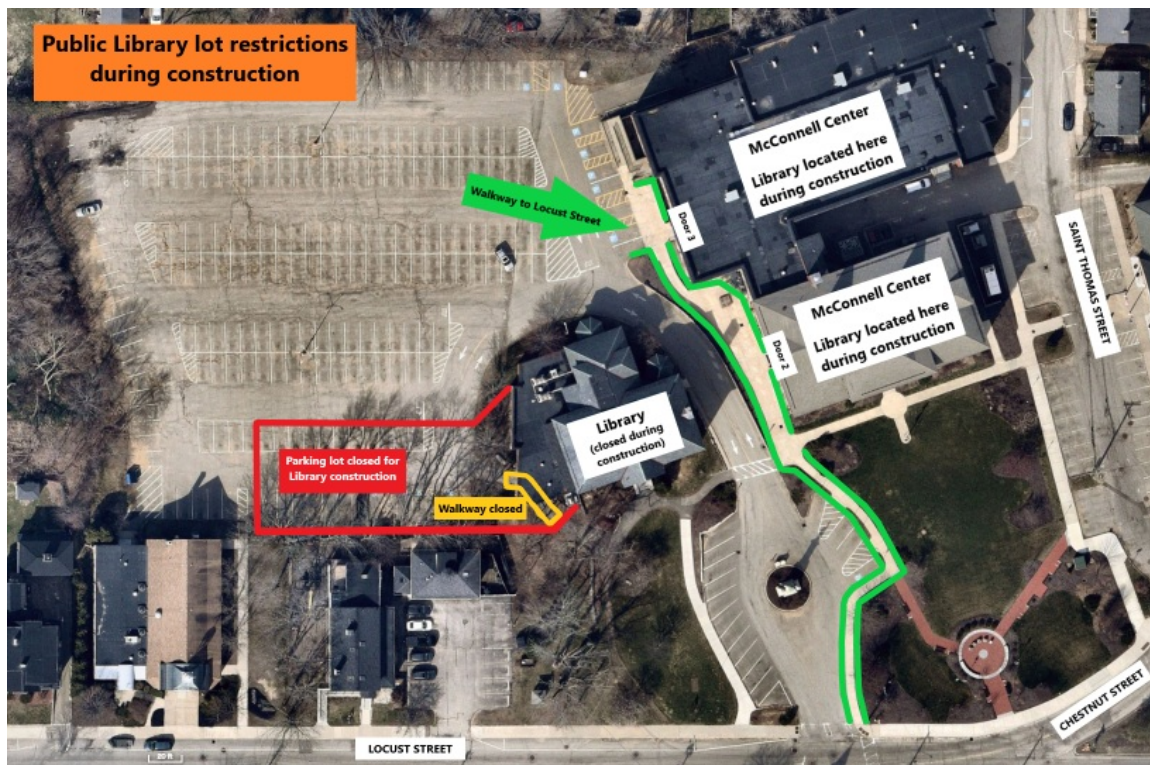 Public Library lot restrictions
during construction
McConnell Center
Library located here
during construction
Walkway to Locust Street
Door 3
SAINT THOMAS STREET
McConnell Center
Library located here
during construction
Door 2
Library
(closed during
construction)
Parking lot closed for
Library construction
Walkway closed
CHESTNUT STREET
LOCUST STREET
20 ft